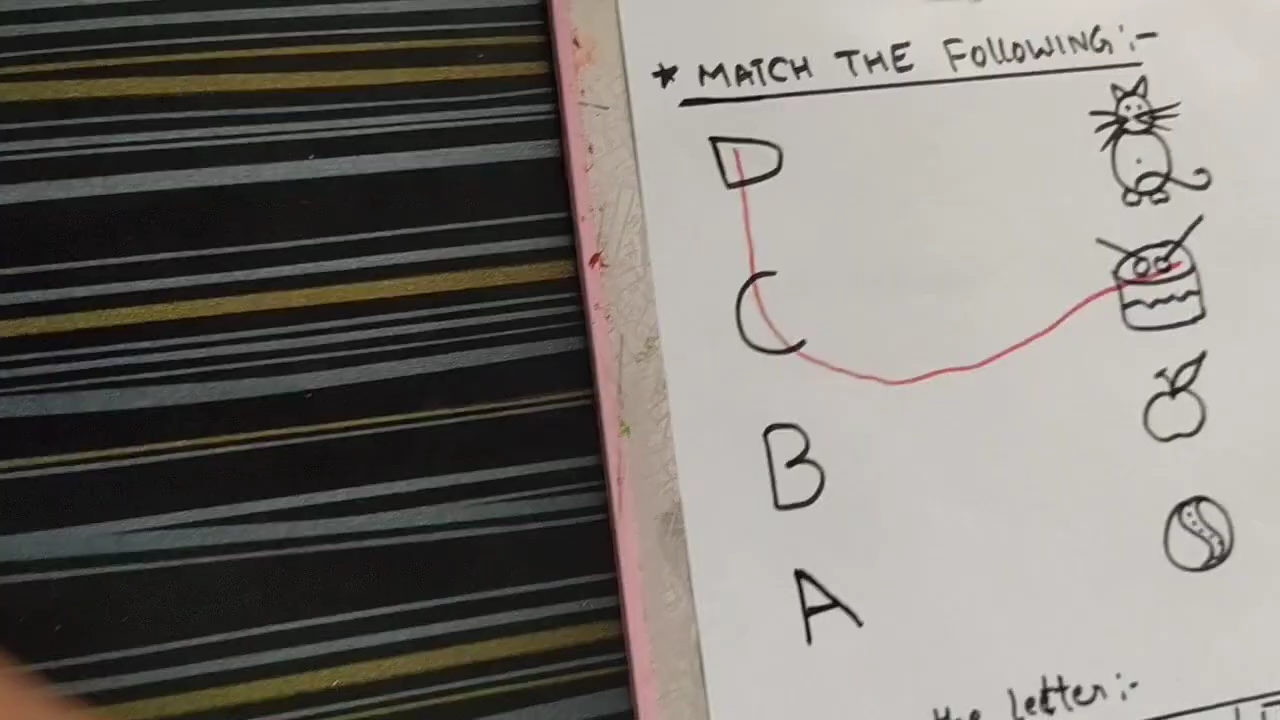 ★ MATCH THE FOLLOWING:-
D
C
B
A
the letter:-